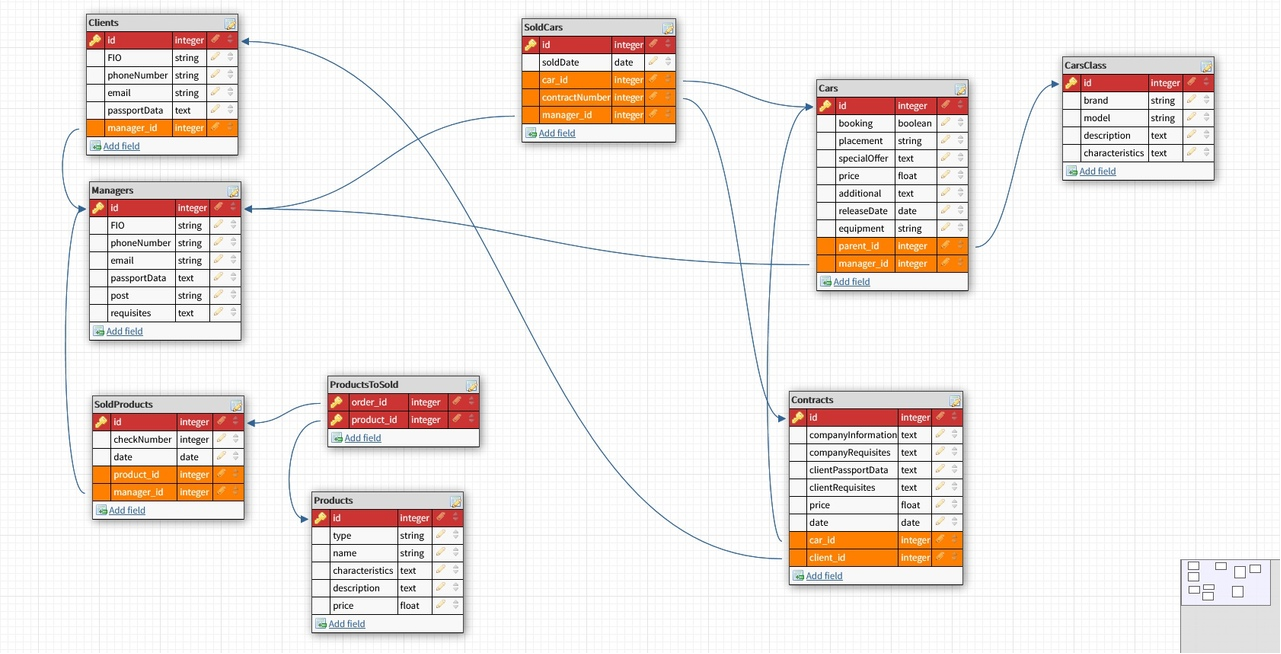 Clients
id integer
FIO string
phoneNumber string
email string
passportData text
manager_id integer
Add field
Managers
id integer
FIO string
phoneNumber string
email string
passportData text
post string
requisites text
Add field
SoldProducts
id integer
checkNumber integer
date date
product_id integer
manager_id integer
Add field
ProductsToSold
order_id integer
product_id integer
Add field
Products
id integer
type string
name string
characteristics text
description text
price float
Add field
SoldCars
id integer
soldDate date
car_id integer
contractNumber integer
manager_id integer
Add field
Cars
id integer
booking boolean
placement string
specialOffer text
price float
additional text
releaseDate date
equipment string
parent_id integer
manager_id integer
Add field
CarsClass
id integer
brand string
model string
description text
characteristics text
Add field
Contracts
id integer
companyInformation text
companyRequisites text
clientPassportData text
clientRequisites text
price float
date date
car_id integer
client_id integer
Add field